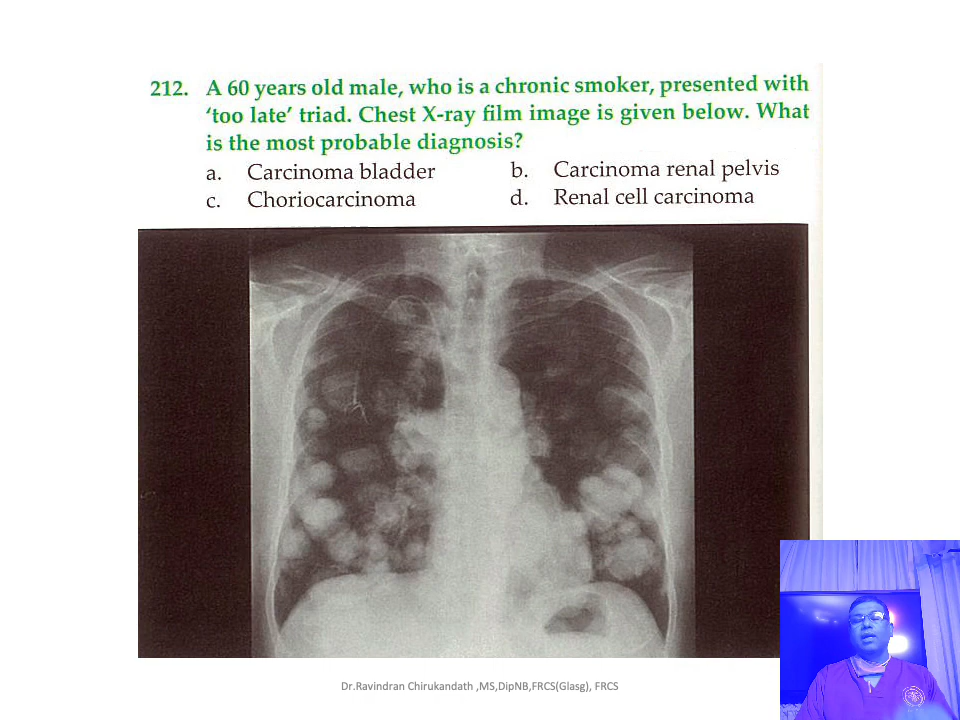 212. A 60 years old male, who is a chronic smoker, presented with
'too late' triad. Chest X-ray film image is given below. What
is the most probable diagnosis?
a. Carcinoma bladder b. Carcinoma renal pelvis
c. Choriocarcinoma d. Renal cell carcinoma
Dr.Ravindran Chirukandath ,MS,DipNB,FRCS(Glasg), FRCS